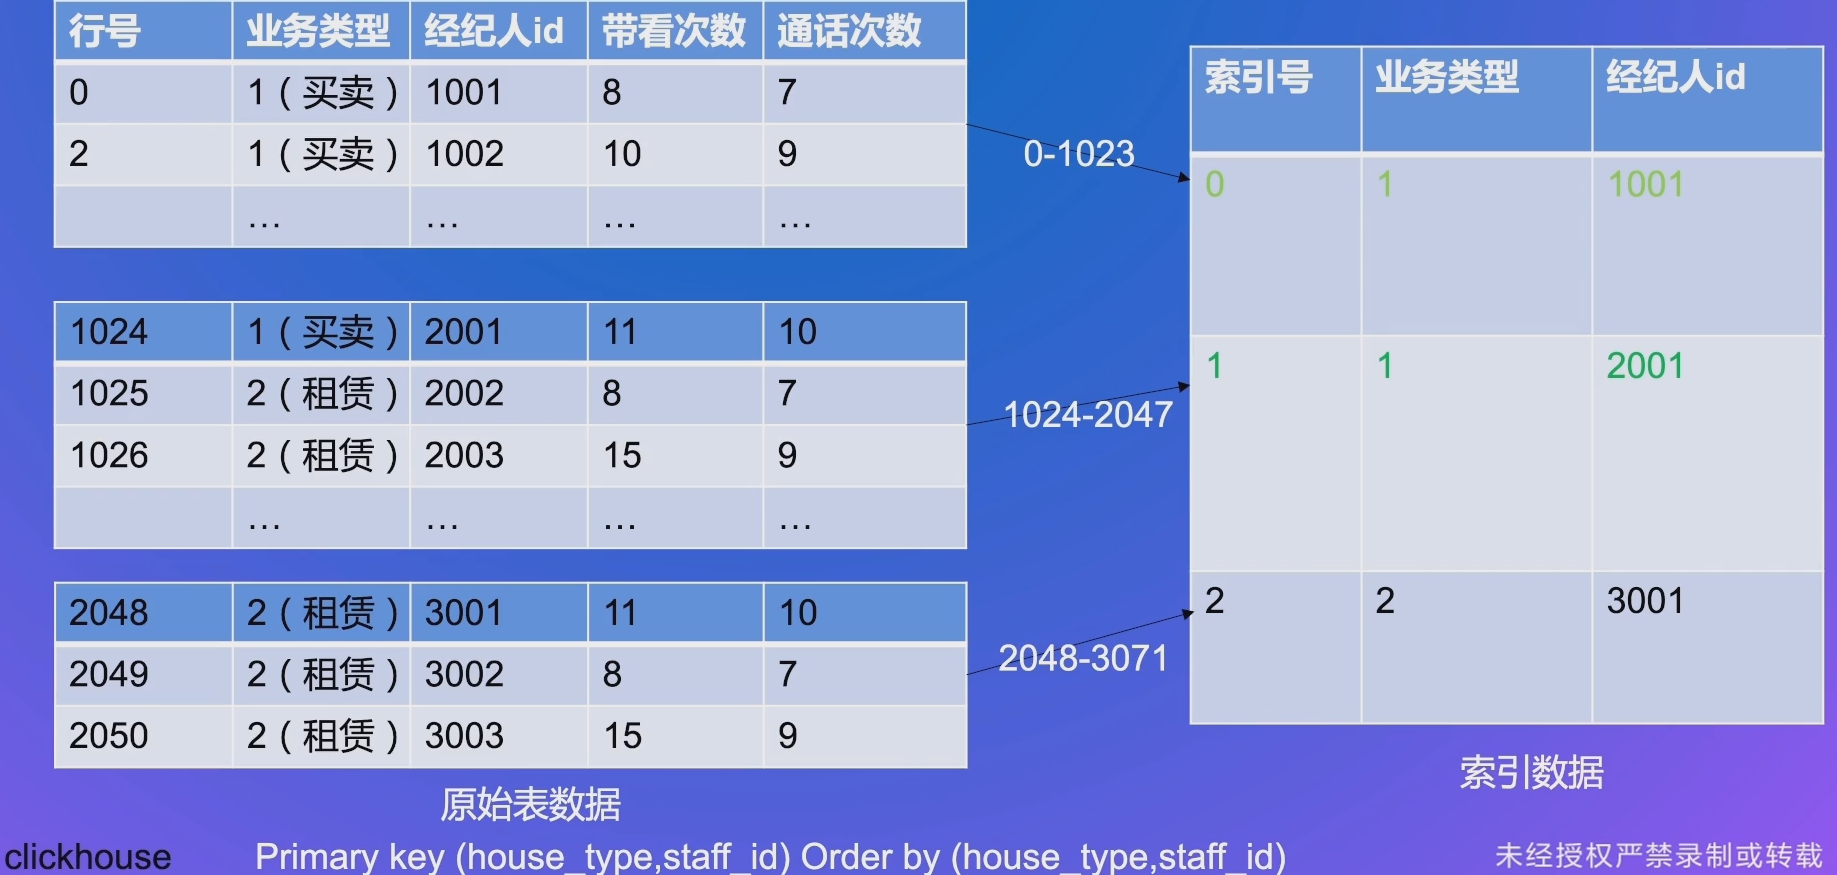 行号 业务类型 经纪人id 带看次数 通话次数
0 1（买卖） 1001 8 7
2 1（买卖） 1002 10 9
… … … …
1024 1（买卖） 2001 11 10
1025 2（租赁） 2002 8 7
1026 2（租赁） 2003 15 9
… … … …
2048 2（租赁） 3001 11 10
2049 2（租赁） 3002 8 7
2050 2（租赁） 3003 15 9
原始表数据
0-1023
1024-2047
2048-3071
索引号 业务类型 经纪人id
0 1 1001
1 1 2001
2 2 3001
索引数据
clickhouse Primary key (house_type,staff_id) Order by (house_type,staff_id)
未经授权严禁录制或转载